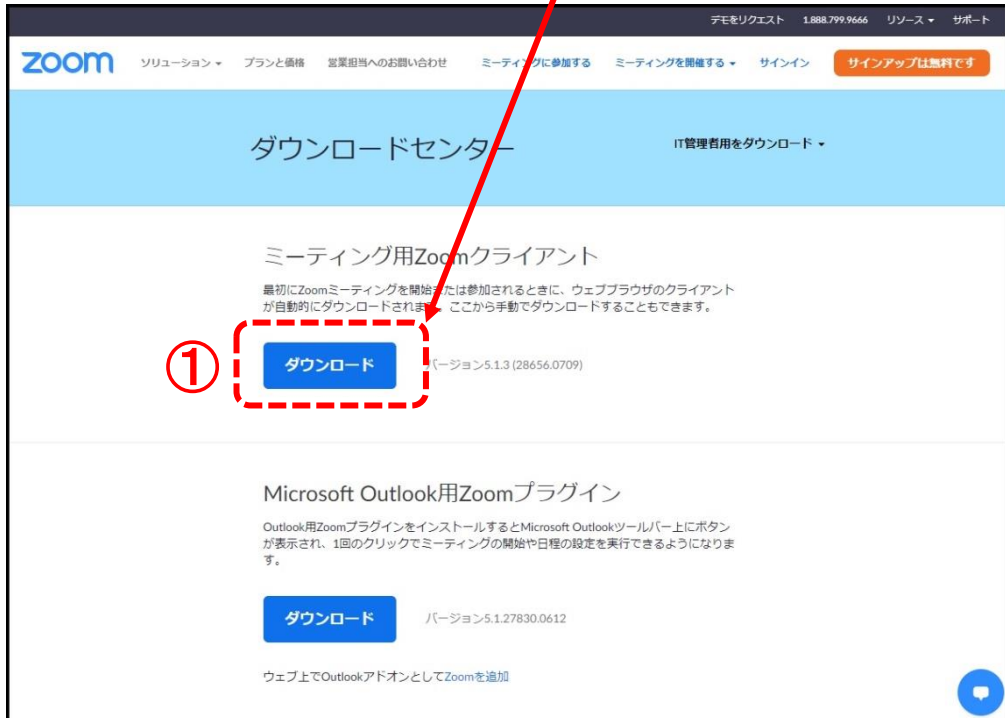 デモをリクエスト 1.888.799.9666 リソース サポート
zoom ソリューション プランと価格 営業担当へのお問い合わせ ミーティングに参加する ミーティングを開催する サインイン サインアップは無料です
ダウンロードセンター IT管理者用をダウンロード
ミーティング用Zoomクライアント
最初にZoomミーティングを開始または参加されるときに、ウェブブラウザのクライアント
が自動的にダウンロードされます。ここから手動でダウンロードすることもできます。
① ダウンロード バージョン5.1.3 (28656.0709)
Microsoft Outlook用Zoomプラグイン
Outlook用ZoomプラグインをインストールするとMicrosoft Outlookツールバー上にボタン
が表示され、1回のクリックでミーティングの開始や日程の設定を実行できるようになりま
す。
ダウンロード バージョン5.1.27830.0612
ウェブ上でOutlookアドオンとしてZoomを追加